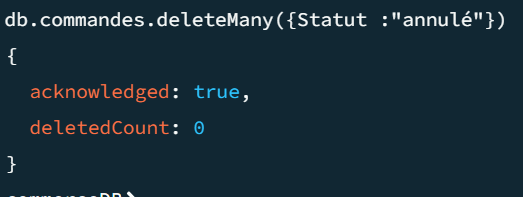 db.commandes.deleteMany({Statut :"annulé"})
{
  acknowledged: true,
  deletedCount: 0
}